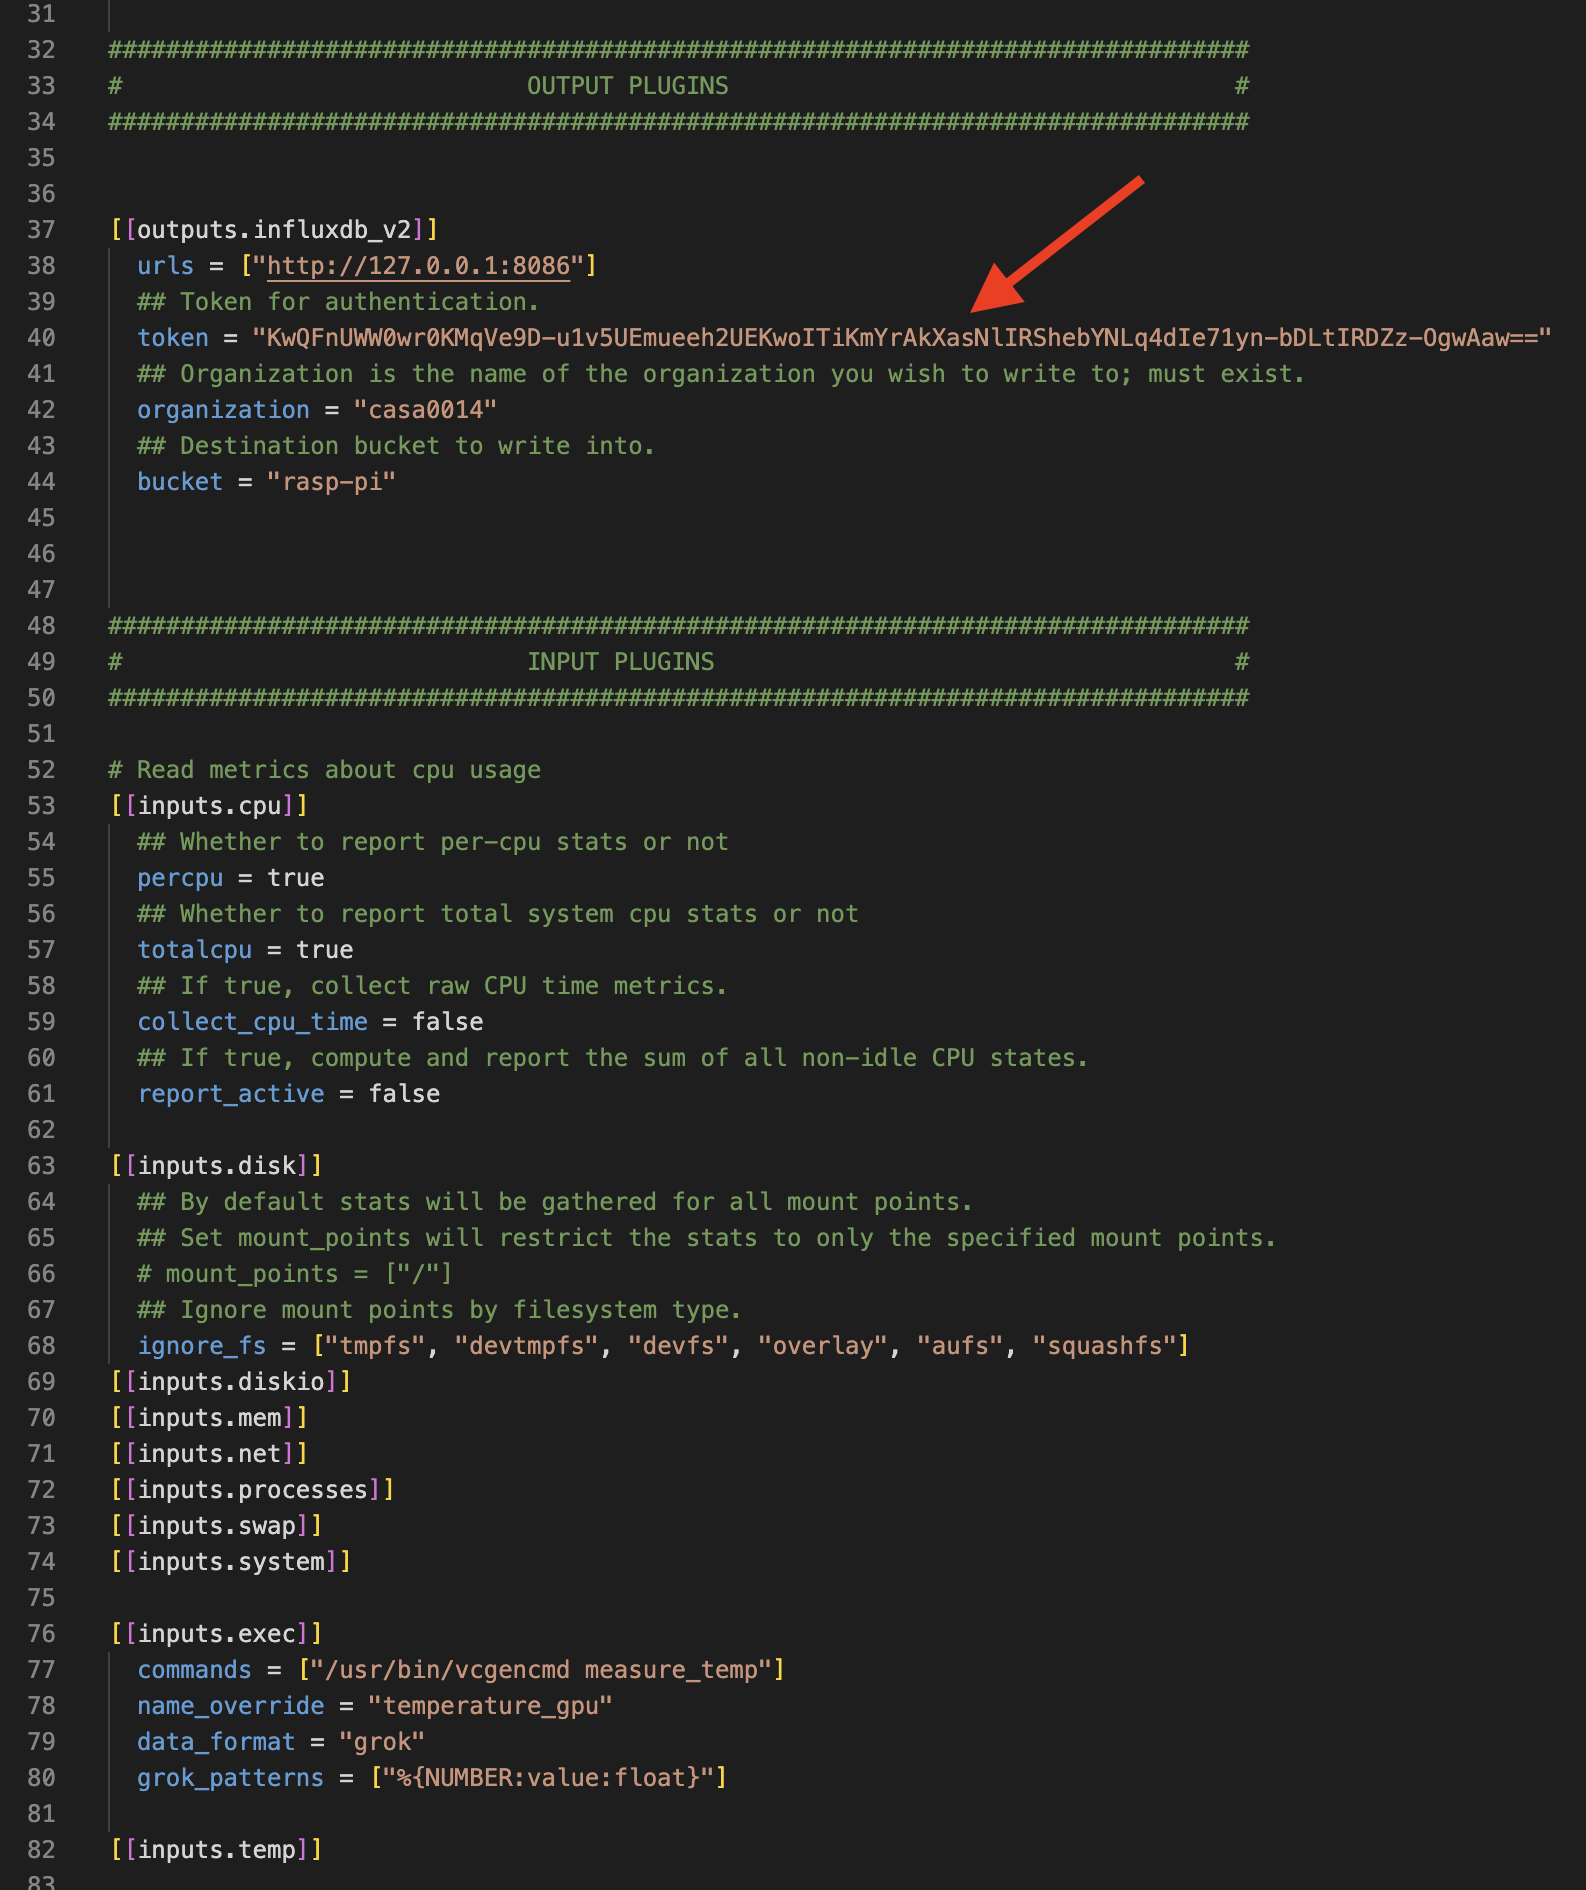 31
32 ###############################################################################
33 # OUTPUT PLUGINS #
34 ###############################################################################
35
36
37 [[outputs.influxdb_v2]]
38 urls = ["http://127.0.0.1:8086"]
39 ## Token for authentication.
40 token = "KwQFnUWW0wr0KMqVe9D-u1v5UEmueeh2UEKwoITiKmYrAkXasNlIRShebYNLq4dIe71yn-bDLtIRDZz-OgwAaw=="
41 ## Organization is the name of the organization you wish to write to; must exist.
42 organization = "casa0014"
43 ## Destination bucket to write into.
44 bucket = "rasp-pi"
45
46
47
48 ###############################################################################
49 # INPUT PLUGINS #
50 ###############################################################################
51
52 # Read metrics about cpu usage
53 [[inputs.cpu]]
54 ## Whether to report per-cpu stats or not
55 percpu = true
56 ## Whether to report total system cpu stats or not
57 totalcpu = true
58 ## If true, collect raw CPU time metrics.
59 collect_cpu_time = false
60 ## If true, compute and report the sum of all non-idle CPU states.
61 report_active = false
62
63 [[inputs.disk]]
64 ## By default stats will be gathered for all mount points.
65 ## Set mount_points will restrict the stats to only the specified mount points.
66 # mount_points = ["/"]
67 ## Ignore mount points by filesystem type.
68 ignore_fs = ["tmpfs", "devtmpfs", "devfs", "overlay", "aufs", "squashfs"]
69 [[inputs.diskio]]
70 [[inputs.mem]]
71 [[inputs.net]]
72 [[inputs.processes]]
73 [[inputs.swap]]
74 [[inputs.system]]
75
76 [[inputs.exec]]
77 commands = ["/usr/bin/vcgencmd measure_temp"]
78 name_override = "temperature_gpu"
79 data_format = "grok"
80 grok_patterns = ["%{NUMBER:value:float}"]
81
82 [[inputs.temp]]
83